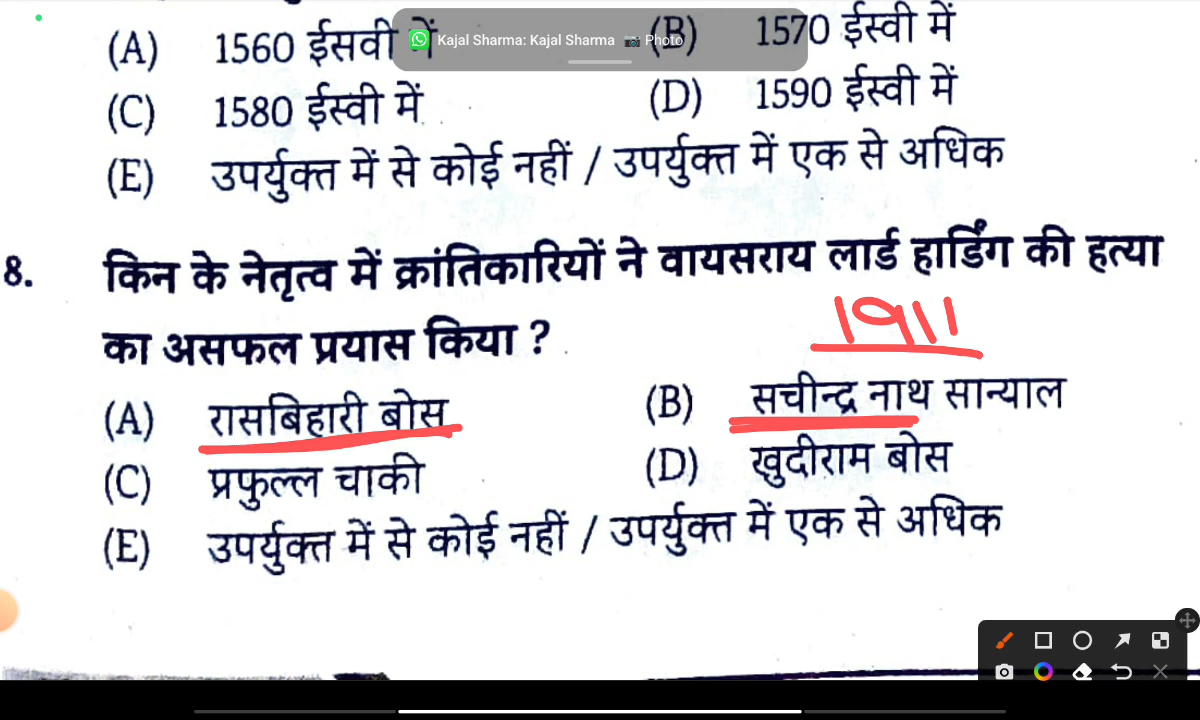 (A) 1560 ईसवी में (B) 1570 ईस्वी में
Kajal Sharma: Kajal Sharma 📷 Photo
(C) 1580 ईस्वी में (D) 1590 ईस्वी में
(E) उपर्युक्त में से कोई नहीं / उपर्युक्त में एक से अधिक
8. किन के नेतृत्व में क्रांतिकारियों ने वायसराय लार्ड हार्डिंग की हत्या
का असफल प्रयास किया ?
1911
(A) रासबिहारी बोस (B) सचीन्द्र नाथ सान्याल
(C) प्रफुल्ल चाकी (D) खुदीराम बोस
(E) उपर्युक्त में से कोई नहीं / उपर्युक्त में एक से अधिक